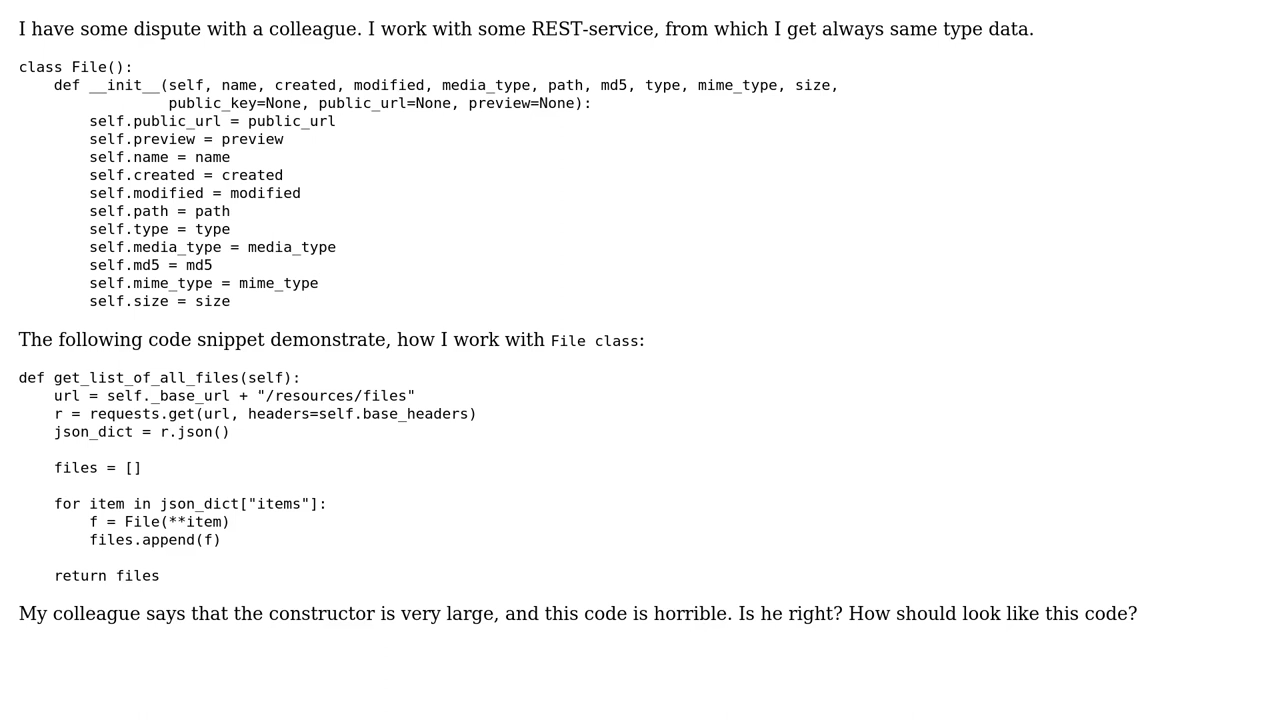 I have some dispute with a colleague. I work with some REST-service, from which I get always same type data.
class File():
    def __init__(self, name, created, modified, media_type, path, md5, type, mime_type, size,
                 public_key=None, public_url=None, preview=None):
        self.public_url = public_url
        self.preview = preview
        self.name = name
        self.created = created
        self.modified = modified
        self.path = path
        self.type = type
        self.media_type = media_type
        self.md5 = md5
        self.mime_type = mime_type
        self.size = size
The following code snippet demonstrate, how I work with File class:
def get_list_of_all_files(self):
    url = self._base_url + "/resources/files"
    r = requests.get(url, headers=self.base_headers)
    json_dict = r.json()
    files = []
    for item in json_dict["items"]:
        f = File(**item)
        files.append(f)
    return files
My colleague says that the constructor is very large, and this code is horrible. Is he right? How should look like this code?